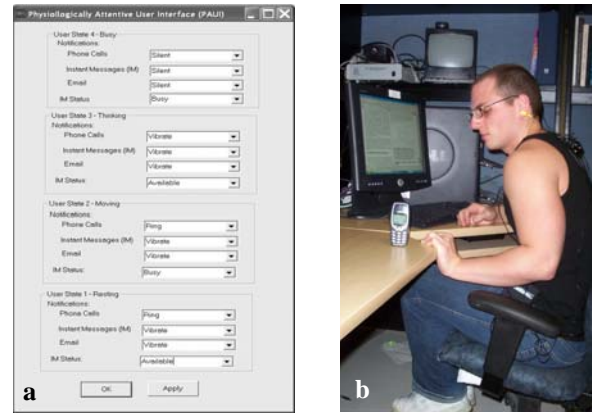 Physiologically Attentive User Interface (PAUI)
User State 4 - Busy
Notifications:
Phone Calls Silent
Instant Messages (IM) Silent
Email Silent
IM Status Busy
User State 3 - Thinking
Notifications:
Phone Calls Vibrate
Instant Messages (IM) Vibrate
Email Vibrate
IM Status: Available
User State 2 - Moving
Notifications:
Phone Calls Ring
Instant Messages (IM) Vibrate
Email Vibrate
IM Status: Busy
User State 1 - Resting
Notifications:
Phone Calls Ring
Instant Messages (IM) Vibrate
Email Vibrate
IM Status: Available
OK Apply
a
b